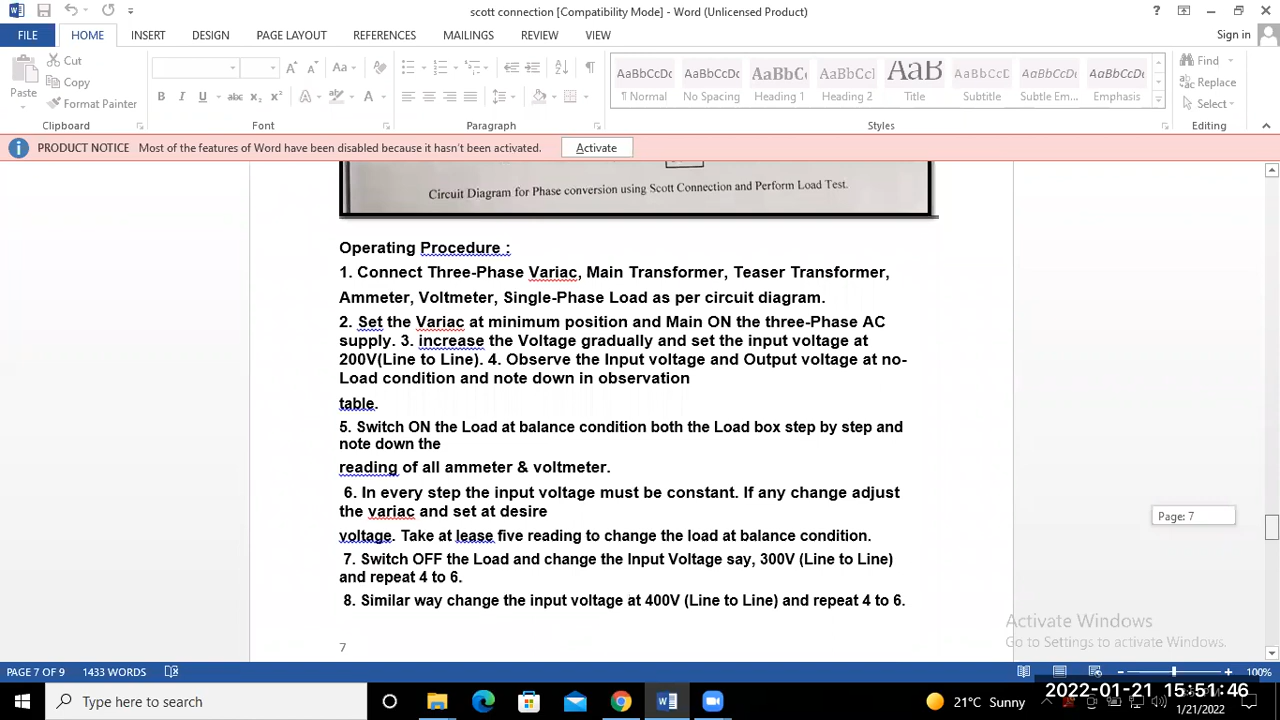 scott connection [Compatibility Mode] - Word (Unlicensed Product)
?
FILE HOME INSERT DESIGN PAGE LAYOUT REFERENCES MAILINGS REVIEW VIEW Sign in
Paste
Cut
Copy
Format Painter
Clipboard
Aa
B I U abc x₂ x² A A
Font
Paragraph
AaBbCcDc AaBbCcDc AaBbC AaBbCc AaB AaBbCcDc AaBbCcDc AaBbCcDc
¶ Normal No Spacing Heading 1 Heading 2 Title Subtitle Subtle Em... Emphasis
Styles
Find
Replace
Select
Editing
PRODUCT NOTICE Most of the features of Word have been disabled because it hasn't been activated. Activate
Circuit Diagram for Phase conversion using Scott Connection and Perform Load Test.
Operating Procedure :
1. Connect Three-Phase Variac, Main Transformer, Teaser Transformer,
Ammeter, Voltmeter, Single-Phase Load as per circuit diagram.
2. Set the Variac at minimum position and Main ON the three-Phase AC
supply. 3. increase the Voltage gradually and set the input voltage at
200V(Line to Line). 4. Observe the Input voltage and Output voltage at no-
Load condition and note down in observation
table.
5. Switch ON the Load at balance condition both the Load box step by step and
note down the
reading of all ammeter & voltmeter.
6. In every step the input voltage must be constant. If any change adjust
the variac and set at desire
voltage. Take at lease five reading to change the load at balance condition.
7. Switch OFF the Load and change the Input Voltage say, 300V (Line to Line)
and repeat 4 to 6.
8. Similar way change the input voltage at 400V (Line to Line) and repeat 4 to 6.
7
Page: 7
Activate Windows
Go to Settings to activate Windows.
PAGE 7 OF 9 1433 WORDS 100%
Type here to search
21°C Sunny
2022-01-21 15:51:46
1/21/2022